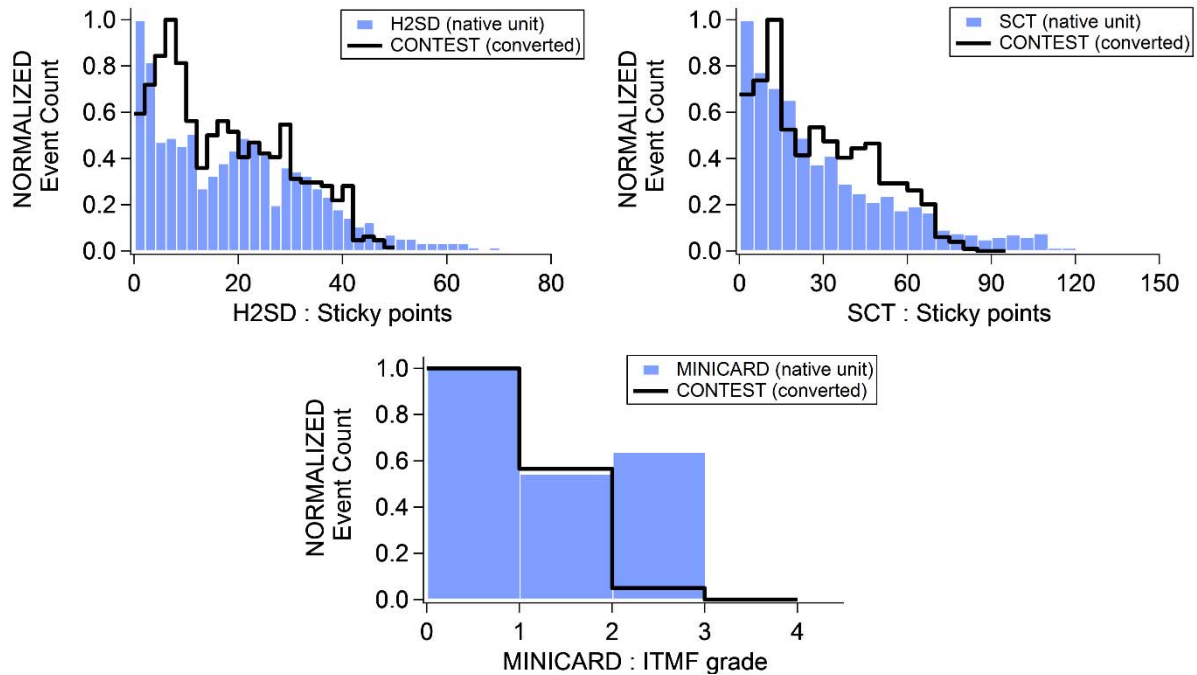 H2SD (native unit)
CONTEST (converted)
NORMALIZED
Event Count
1.0
0.8
0.6
0.4
0.2
0.0
0 20 40 60 80
H2SD : Sticky points
SCT (native unit)
CONTEST (converted)
NORMALIZED
Event Count
1.0
0.8
0.6
0.4
0.2
0.0
0 30 60 90 120 150
SCT : Sticky points
MINICARD (native unit)
CONTEST (converted)
NORMALIZED
Event Count
1.0
0.8
0.6
0.4
0.2
0.0
0 1 2 3 4
MINICARD : ITMF grade